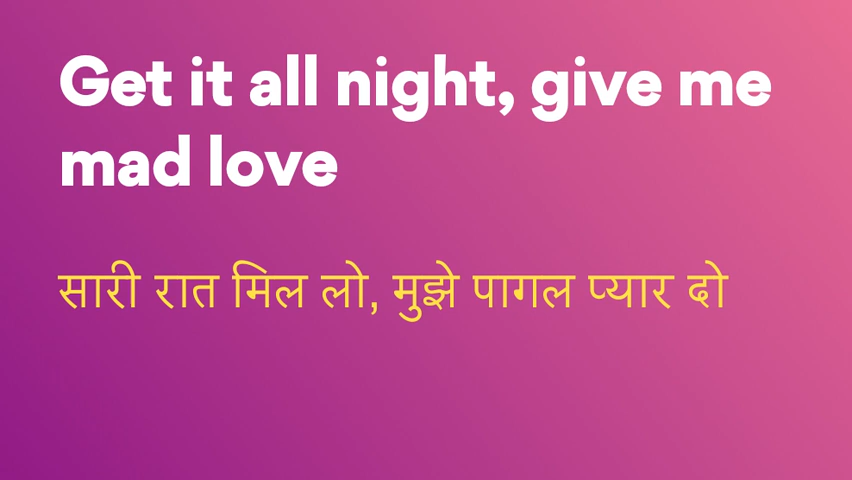 Get it all night, give me
mad love
सारी रात मिल लो, मुझे पागल प्यार दो